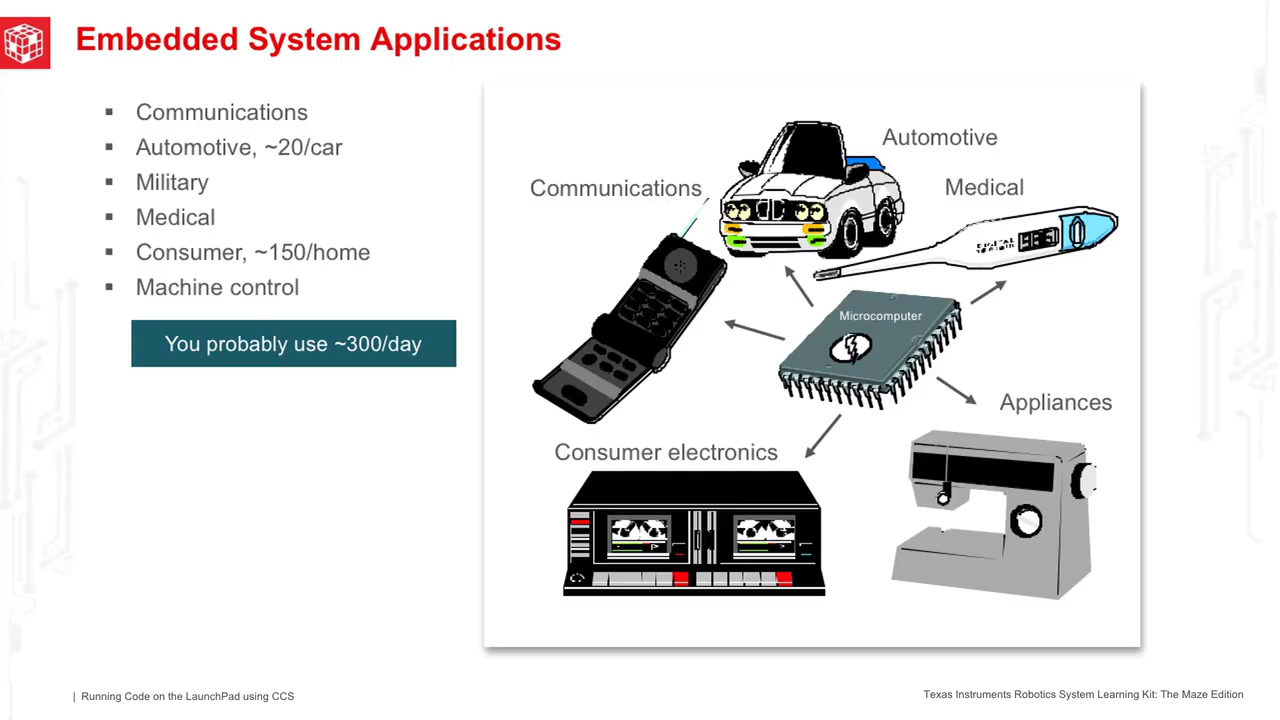 Embedded System Applications
▪ Communications
▪ Automotive, ~20/car
▪ Military
▪ Medical
▪ Consumer, ~150/home
▪ Machine control
You probably use ~300/day
Automotive
Communications
Medical
Microcomputer
Appliances
Consumer electronics
| Running Code on the LaunchPad using CCS
Texas Instruments Robotics System Learning Kit: The Maze Edition